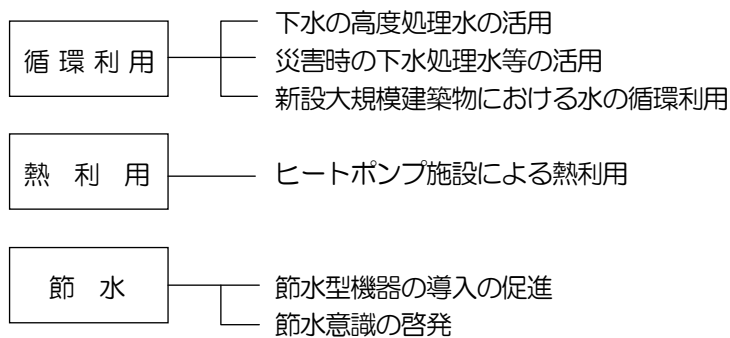 循環利用
下水の高度処理水の活用
災害時の下水処理水等の活用
新設大規模建築物における水の循環利用
熱利用
ヒートポンプ施設による熱利用
節水
節水型機器の導入の促進
節水意識の啓発